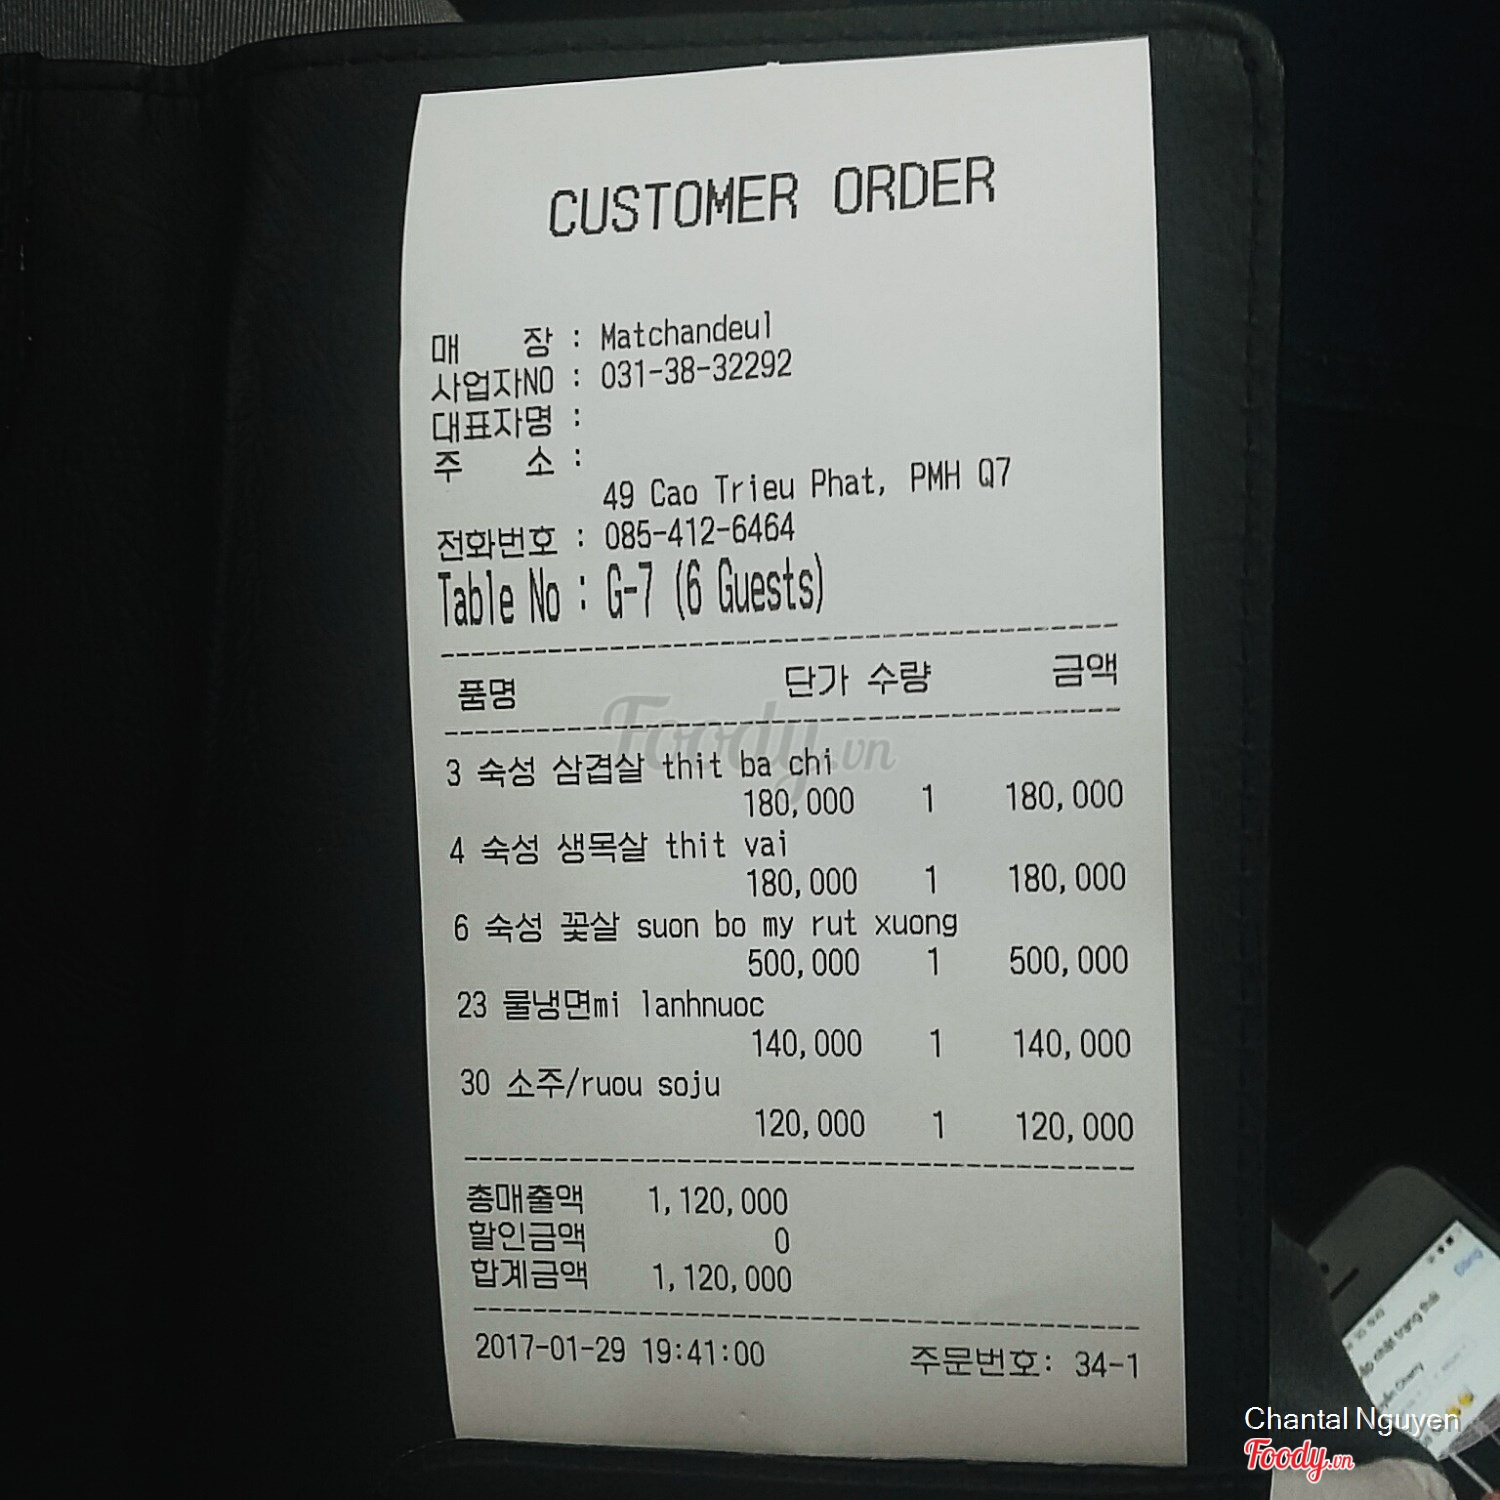 CUSTOMER ORDER
매 장 : Matchandeul
사업자NO : 031-38-32292
대표자명 :
주 소 :
49 Cao Trieu Phat, PMH Q7
전화번호 : 085-412-6464
Table No : G-7 (6 Guests)
품명 단가 수량 금액
Foody.vn
3 숙성 삼겹살 thit ba chi
180,000 1 180,000
4 숙성 생목살 thit vai
180,000 1 180,000
6 숙성 꽃살 suon bo my rut xuong
500,000 1 500,000
23 물냉면mi lanhnuoc
140,000 1 140,000
30 소주/ruou soju
120,000 1 120,000
총매출액 1,120,000
할인금액 0
합계금액 1,120,000
2017-01-29 19:41:00 주문번호: 34-1
Đăng
nhật trạng thái
Chantal Nguyen
Foody.vn